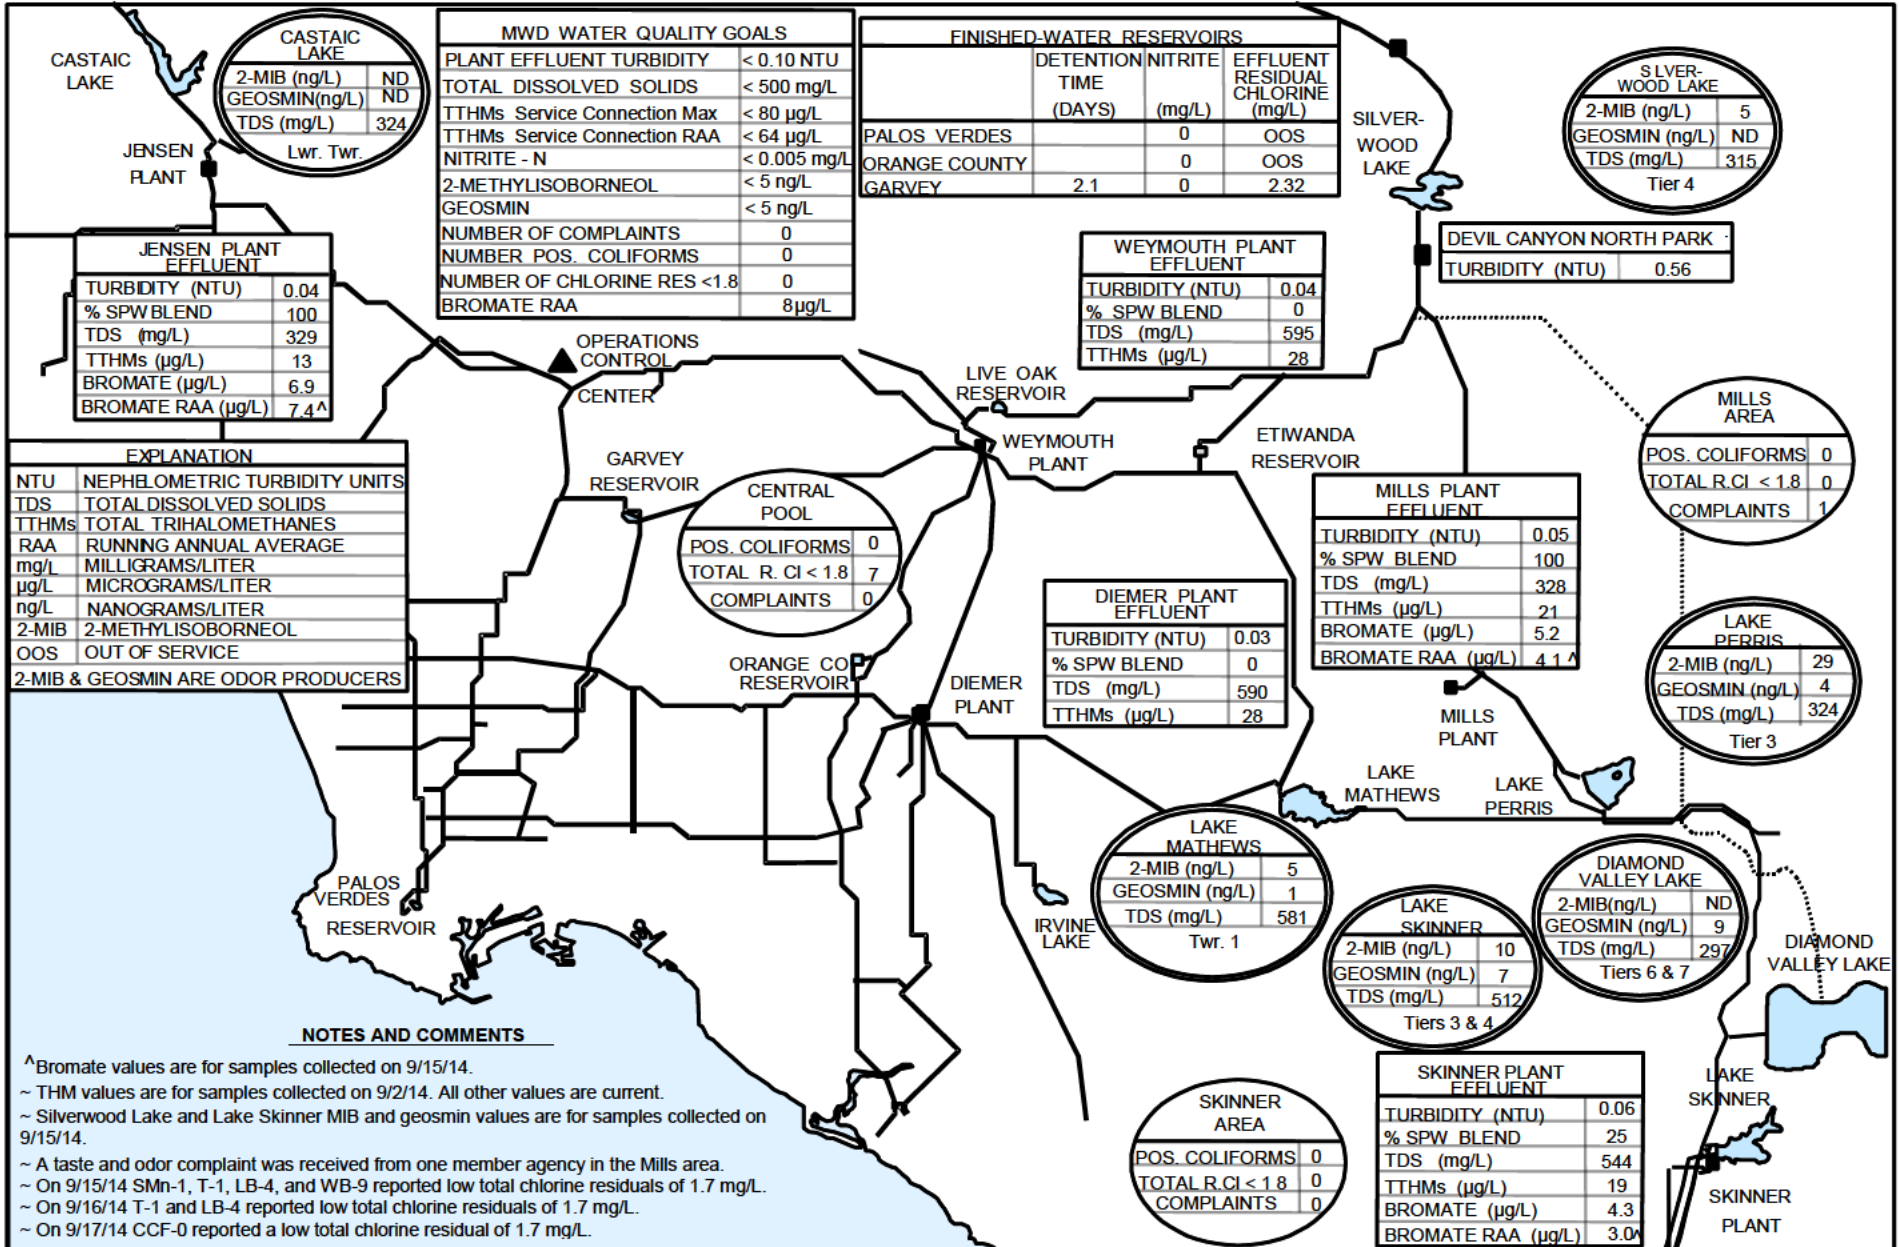 CASTAIC
LAKE
CASTAIC
LAKE
2-MIB (ng/L) ND
GEOSMIN(ng/L) ND
TDS (mg/L) 324
Lwr. Twr.
JENSEN
PLANT
MWD WATER QUALITY GOALS
PLANT EFFLUENT TURBIDITY < 0.10 NTU
TOTAL DISSOLVED SOLIDS < 500 mg/L
TTHMs Service Connection Max < 80 µg/L
TTHMs Service Connection RAA < 64 µg/L
NITRITE - N < 0.005 mg/L
2-METHYLISOBORNEOL < 5 ng/L
GEOSMIN < 5 ng/L
NUMBER OF COMPLAINTS 0
NUMBER POS. COLIFORMS 0
NUMBER OF CHLORINE RES <1.8 0
BROMATE RAA 8µg/L
FINISHED-WATER RESERVOIRS
DETENTION NITRITE EFFLUENT
TIME RESIDUAL
CHLORINE
(DAYS) (mg/L) (mg/L)
PALOS VERDES 0 OOS
ORANGE COUNTY 0 OOS
GARVEY 2.1 0 2.32
SILVER-
WOOD
LAKE
S LVER-
WOOD LAKE
2-MIB (ng/L) 5
GEOSMIN (ng/L) ND
TDS (mg/L) 315
Tier 4
DEVIL CANYON NORTH PARK
TURBIDITY (NTU) 0.56
JENSEN PLANT
EFFLUENT
TURBIDITY (NTU) 0.04
% SPW BLEND 100
TDS (mg/L) 329
TTHMs (µg/L) 13
BROMATE (µg/L) 6.9
BROMATE RAA (µg/L) 7.4^
WEYMOUTH PLANT
EFFLUENT
TURBIDITY (NTU) 0.04
% SPW BLEND 0
TDS (mg/L) 595
TTHMs (µg/L) 28
OPERATIONS
CONTROL
CENTER
LIVE OAK
RESERVOIR
WEYMOUTH
PLANT
ETIWANDA
RESERVOIR
MILLS
AREA
POS. COLIFORMS 0
TOTAL R.Cl < 1.8 0
COMPLAINTS 1
EXPLANATION
NTU NEPHELOMETRIC TURBIDITY UNITS
TDS TOTAL DISSOLVED SOLIDS
TTHMs TOTAL TRIHALOMETHANES
RAA RUNNING ANNUAL AVERAGE
mg/L MILLIGRAMS/LITER
µg/L MICROGRAMS/LITER
ng/L NANOGRAMS/LITER
2-MIB 2-METHYLISOBORNEOL
OOS OUT OF SERVICE
2-MIB & GEOSMIN ARE ODOR PRODUCERS
GARVEY
RESERVOIR
CENTRAL
POOL
POS. COLIFORMS 0
TOTAL R. Cl < 1.8 7
COMPLAINTS 0
MILLS PLANT
EFFLUENT
TURBIDITY (NTU) 0.05
% SPW BLEND 100
TDS (mg/L) 328
TTHMs (µg/L) 21
BROMATE (µg/L) 5.2
BROMATE RAA (µg/L) 4 1 ^
DIEMER PLANT
EFFLUENT
TURBIDITY (NTU) 0.03
% SPW BLEND 0
TDS (mg/L) 590
TTHMs (µg/L) 28
LAKE
PERRIS
2-MIB (ng/L) 29
GEOSMIN (ng/L) 4
TDS (mg/L) 324
Tier 3
ORANGE CO
RESERVOIR
DIEMER
PLANT
MILLS
PLANT
LAKE
MATHEWS
LAKE
PERRIS
LAKE
MATHEWS
2-MIB (ng/L) 5
GEOSMIN (ng/L) 1
TDS (mg/L) 581
Twr. 1
DIAMOND
VALLEY LAKE
2-MIB(ng/L) ND
GEOSMIN (ng/L) 9
TDS (mg/L) 297
Tiers 6 & 7
PALOS
VERDES
RESERVOIR
IRVINE
LAKE
LAKE
SKINNER
2-MIB (ng/L) 10
GEOSMIN (ng/L) 7
TDS (mg/L) 512
Tiers 3 & 4
DIAMOND
VALLEY LAKE
NOTES AND COMMENTS
^Bromate values are for samples collected on 9/15/14.
~ THM values are for samples collected on 9/2/14. All other values are current.
~ Silverwood Lake and Lake Skinner MIB and geosmin values are for samples collected on
9/15/14.
~ A taste and odor complaint was received from one member agency in the Mills area.
~ On 9/15/14 SMn-1, T-1, LB-4, and WB-9 reported low total chlorine residuals of 1.7 mg/L.
~ On 9/16/14 T-1 and LB-4 reported low total chlorine residuals of 1.7 mg/L.
~ On 9/17/14 CCF-0 reported a low total chlorine residual of 1.7 mg/L.
SKINNER
AREA
POS. COLIFORMS 0
TOTAL R.Cl < 1 8 0
COMPLAINTS 0
SKINNER PLANT
EFFLUENT
TURBIDITY (NTU) 0.06
% SPW BLEND 25
TDS (mg/L) 544
TTHMs (µg/L) 19
BROMATE (µg/L) 4.3
BROMATE RAA (µg/L) 3.0^
LAKE
SKINNER
SKINNER
PLANT